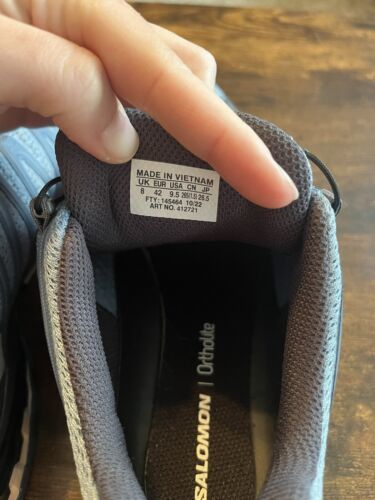 MADE IN VIETNAM
UK EUR USA CN JP
8 42 9.5 265(1.5) 26.5
FTY: 145464 10/22
ART NO. 412721
SALOMON | Ortholite